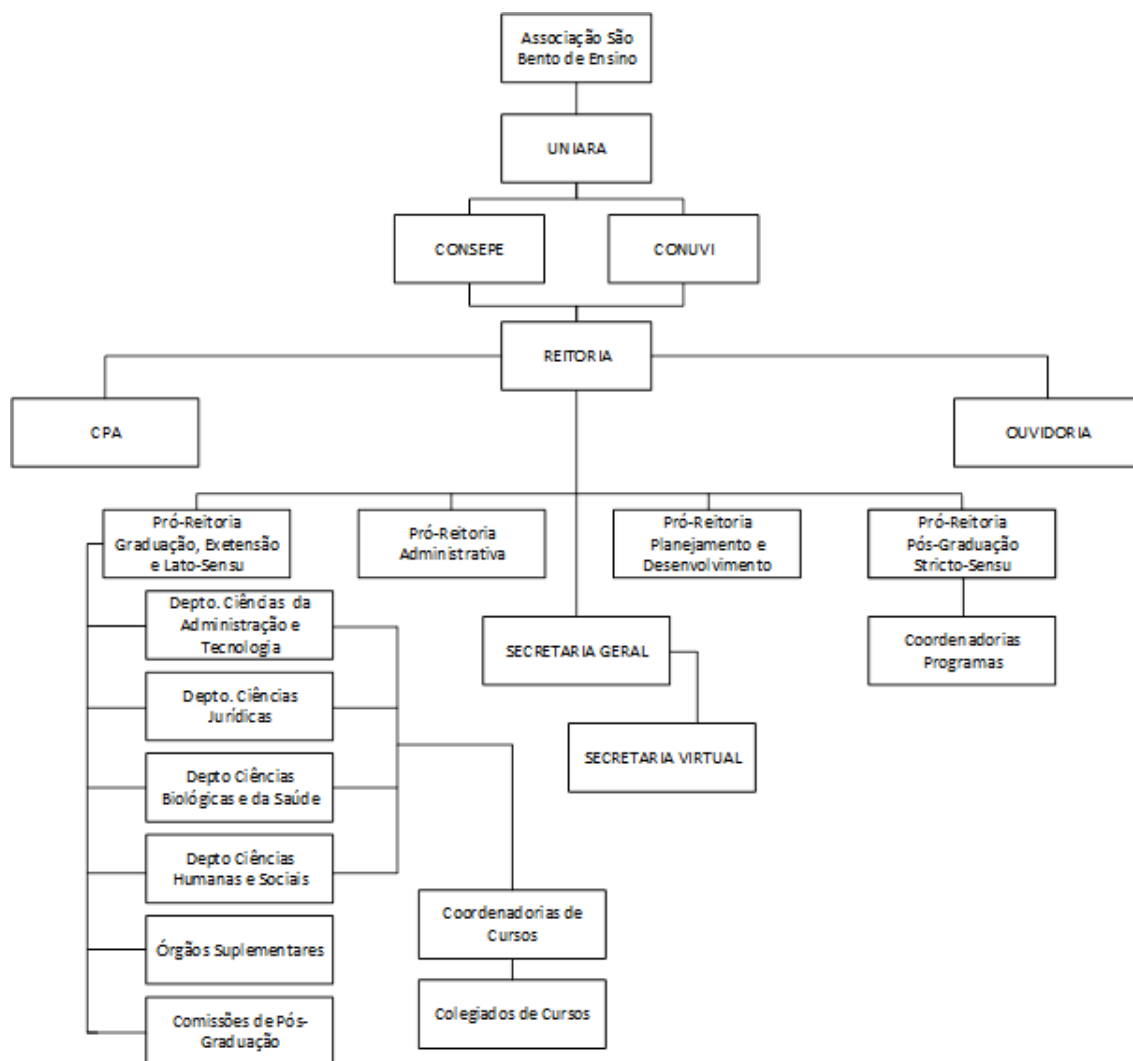 Associação São
Bento de Ensino
UNIARA
CONSEPE
CONUVI
REITORIA
CPA
OUVIDORIA
Pró-Reitoria
Graduação, Exetensão
e Lato-Sensu
Pró-Reitoria
Administrativa
Pró-Reitoria
Planejamento e
Desenvolvimento
Pró-Reitoria
Pós-Graduação
Stricto-Sensu
Depto. Ciências da
Administração e
Tecnologia
SECRETARIA GERAL
Coordenadorias
Programas
Depto. Ciências
Jurídicas
SECRETARIA VIRTUAL
Depto Ciências
Biológicas e da Saúde
Depto Ciências
Humanas e Sociais
Coordenadorias de
Cursos
Órgãos Suplementares
Colegiados de Cursos
Comissões de Pós-
Graduação